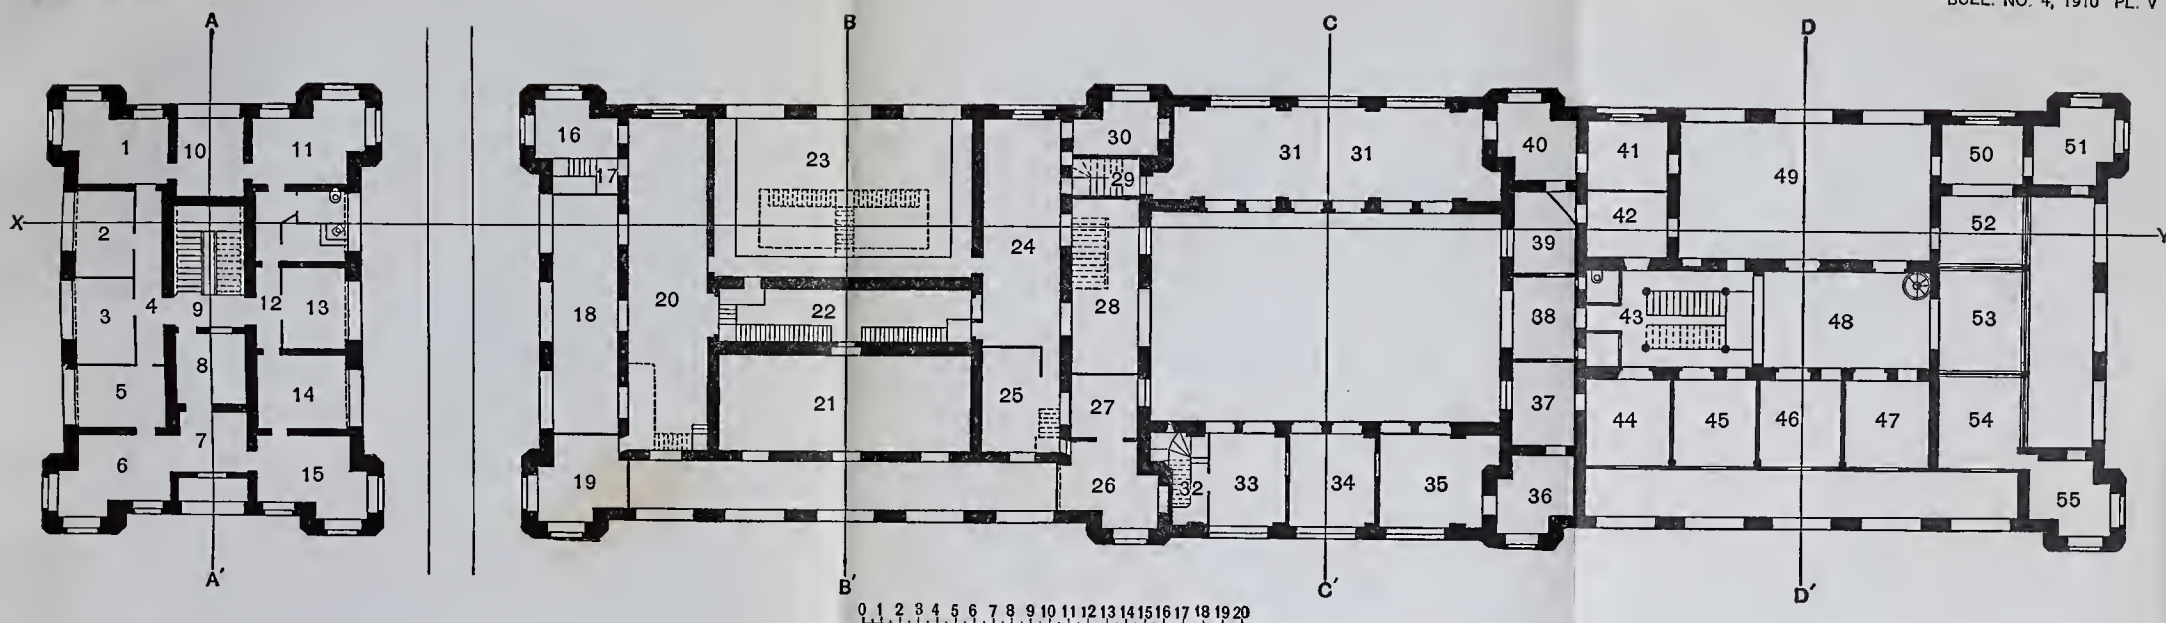 BULL. NO. 4, 1910 PL. V
A B C D
1 10 11 16 23 30 31 31 40 41 49 50 51
17 29
X 2 42 52 Y
3 4 9 12 13 18 20 22 24 28 39 38 43 48 53
5 8 14 21 25 27 37 44 45 46 47 54
6 7 15 19 26 32 33 34 35 36 55
A' B' C' D'
0 1 2 3 4 5 6 7 8 9 10 11 12 13 14 15 16 17 18 19 20